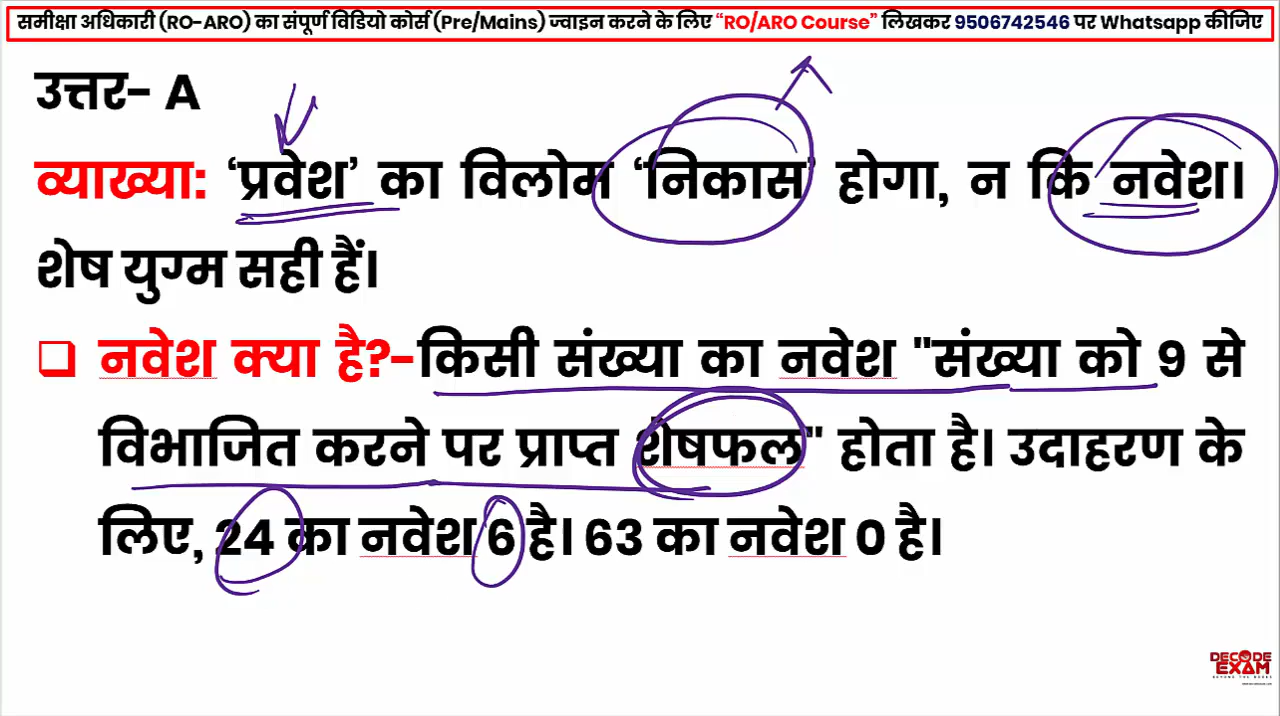 समीक्षा अधिकारी (RO-ARO) का संपूर्ण विडियो कोर्स (Pre/Mains) ज्वाइन करने के लिए “RO/ARO Course” लिखकर 9506742546 पर Whatsapp कीजिए
उत्तर– A
व्याख्या: ‘प्रवेश’ का विलोम ‘निकास’ होगा, न कि नवेश।
शेष युग्म सही हैं।
❑ नवेश क्या है?–किसी संख्या का नवेश "संख्या को 9 से
विभाजित करने पर प्राप्त शेषफल" होता है। उदाहरण के
लिए, 24 का नवेश 6 है। 63 का नवेश 0 है।
DECODE
EXAM